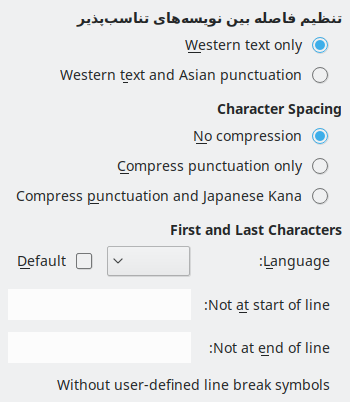 تنظیم فاصله بین نویسه‌های تناسب‌پذیر
Western text only
Western text and Asian punctuation
Character Spacing
No compression
Compress punctuation only
Compress punctuation and Japanese Kana
First and Last Characters
Language: Default
Not at start of line:
Not at end of line:
Without user-defined line break symbols